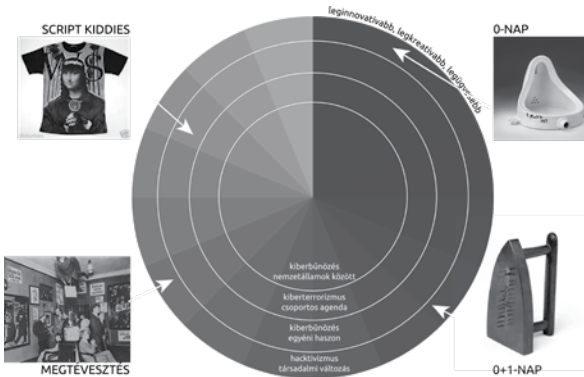 SCRIPT KIDDIES
leginnovatívabb, legkreatívabb, legügyesebb
0-NAP
kiberbűnözés
nemzetállamok között
kiberterrorizmus
csoportos agenda
kiberbűnözés
egyéni haszon
hacktivizmus
társadalmi változás
MEGTÉVESZTÉS
0+1-NAP